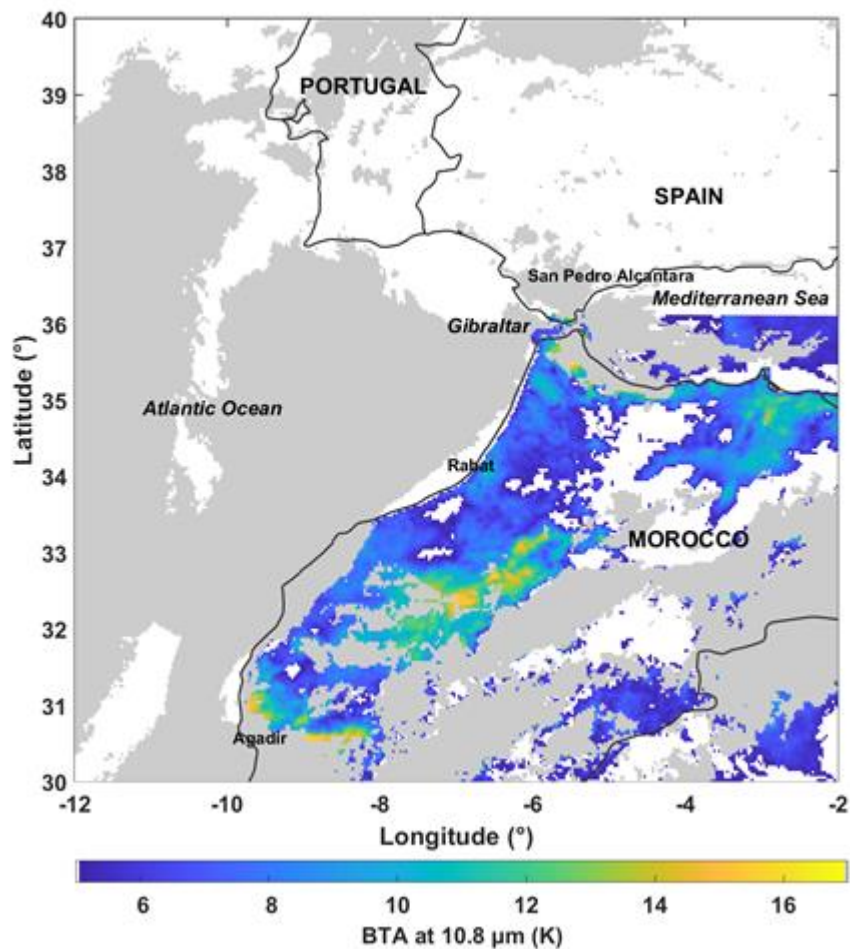 40
39
38
37
36
35
34
33
32
31
30
Latitude (°)
PORTUGAL
SPAIN
San Pedro Alcantara
Mediterranean Sea
Gibraltar
Atlantic Ocean
Rabat
MOROCCO
Agadir
-12 -10 -8 -6 -4 -2
Longitude (°)
6 8 10 12 14 16
BTA at 10.8 µm (K)